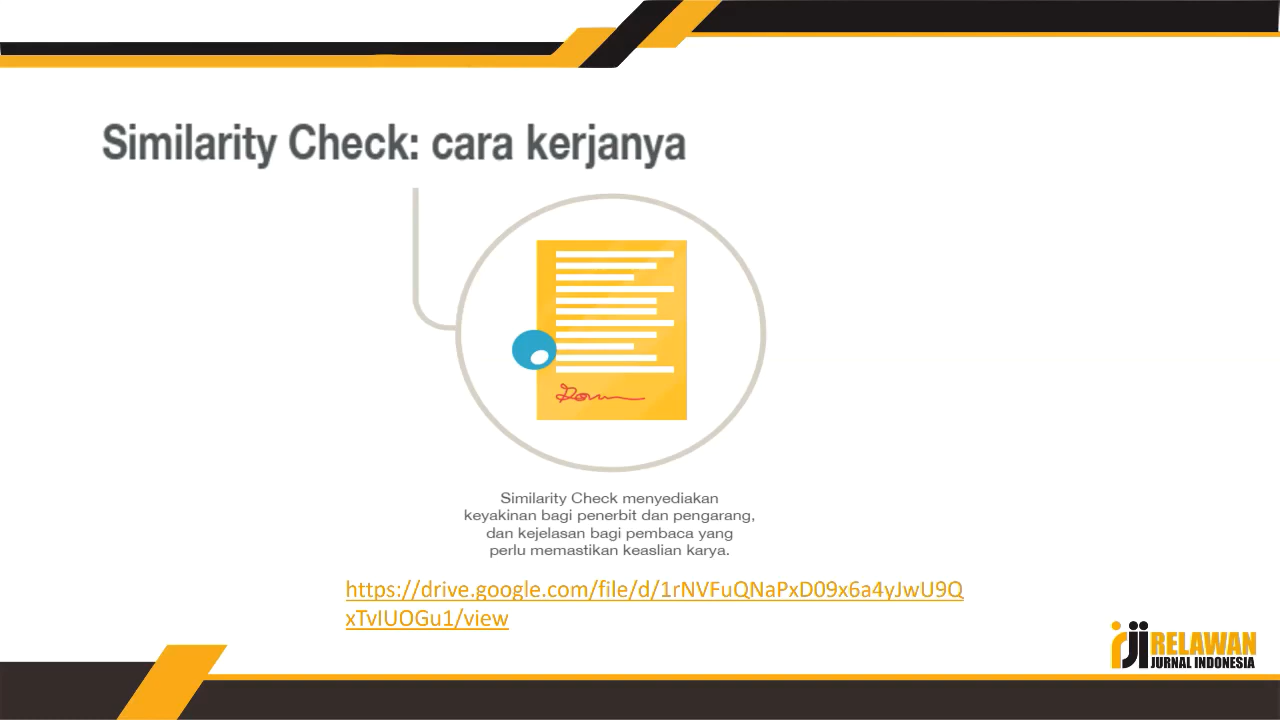 Similarity Check: cara kerjanya
Similarity Check menyediakan
keyakinan bagi penerbit dan pengarang,
dan kejelasan bagi pembaca yang
perlu memastikan keaslian karya.
https://drive.google.com/file/d/1rNVFuQNaPxD09x6a4yJwU9Q
xTvIUOGu1/view
RELAWAN
JURNAL INDONESIA